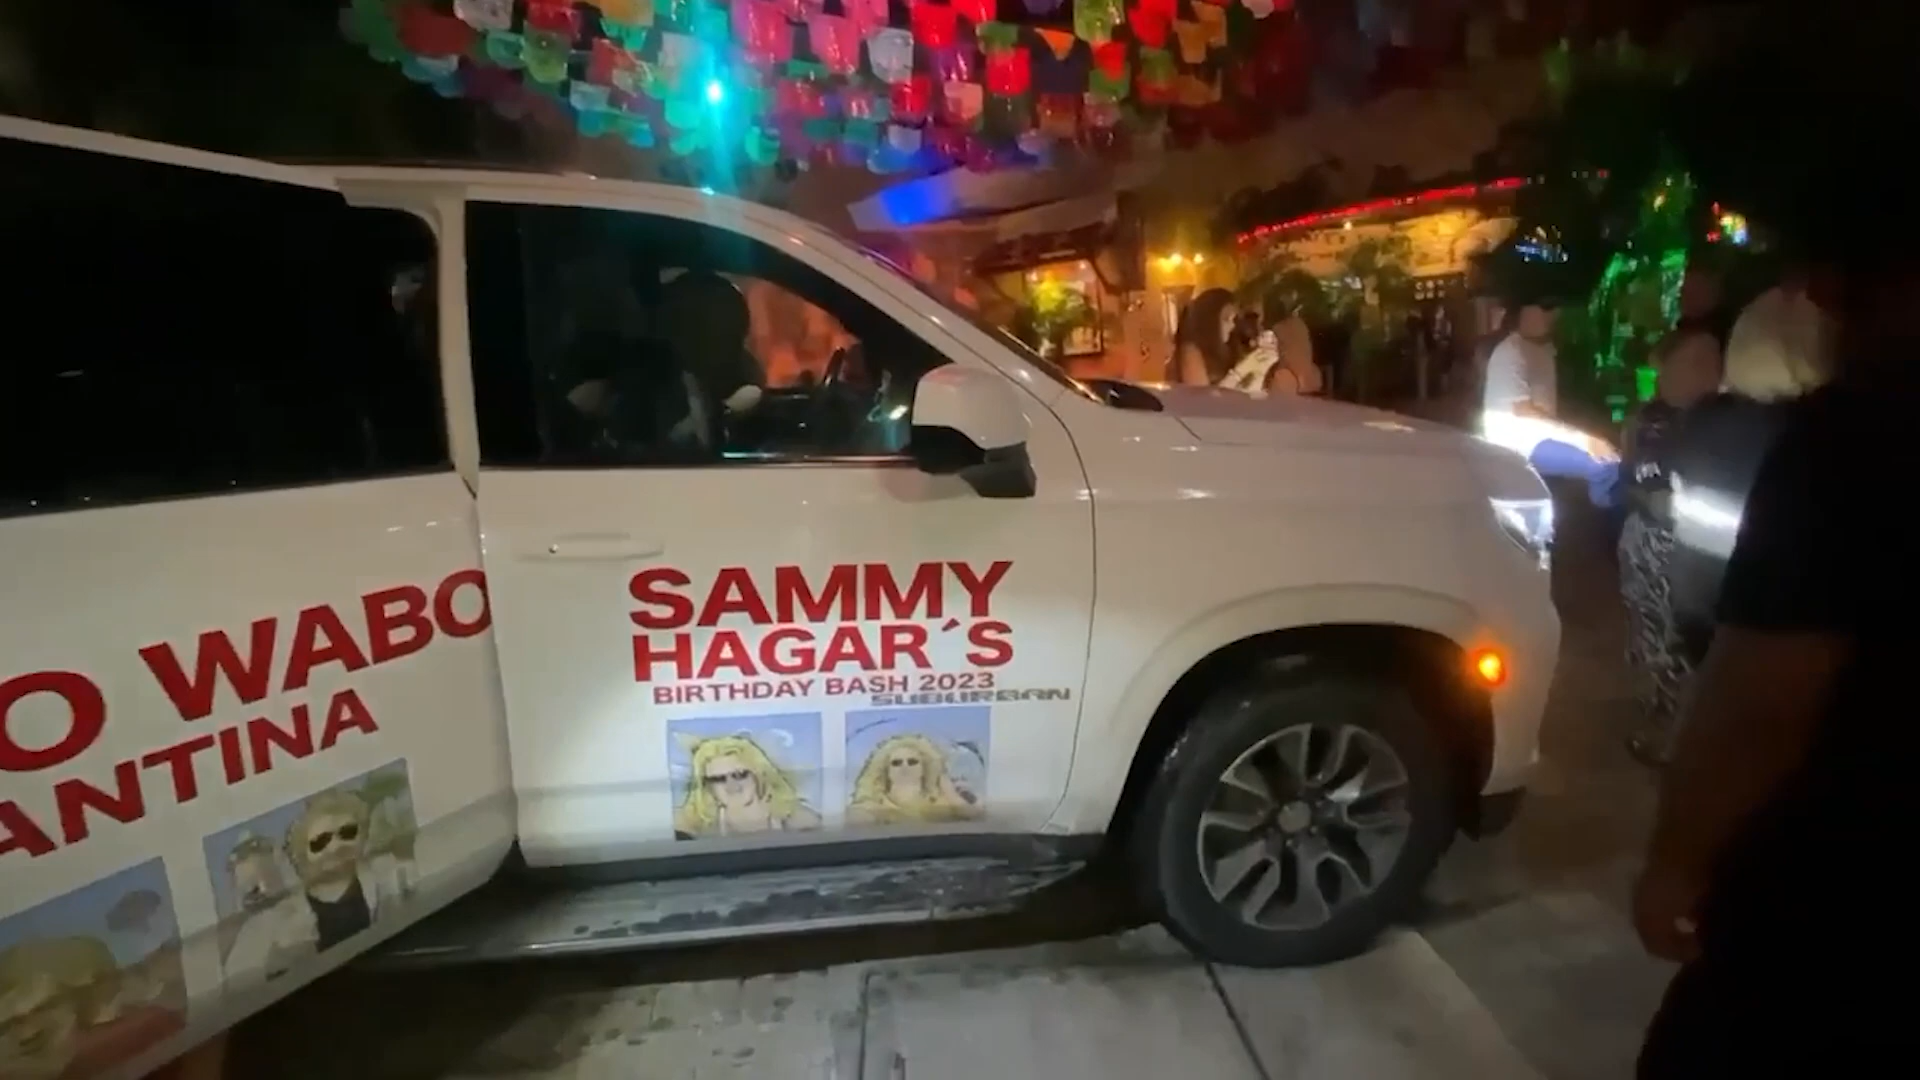 O WABO
ANTINA
SAMMY
HAGAR´S
BIRTHDAY BASH 2023
SUBURBAN